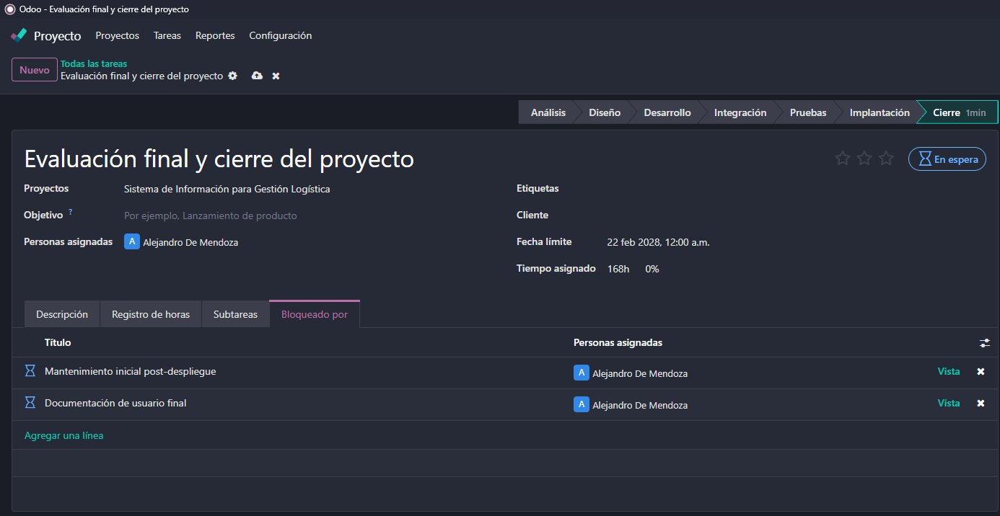 Odoo - Evaluación final y cierre del proyecto
Proyecto Proyectos Tareas Reportes Configuración
Nuevo
Todas las tareas
Evaluación final y cierre del proyecto
Análisis Diseño Desarrollo Integración Pruebas Implantación Cierre 1min
Evaluación final y cierre del proyecto
En espera
Proyectos Sistema de Información para Gestión Logística
Etiquetas
Objetivo ? Por ejemplo, Lanzamiento de producto
Cliente
Personas asignadas A Alejandro De Mendoza
Fecha límite 22 feb 2028, 12:00 a.m.
Tiempo asignado 168h 0%
Descripción Registro de horas Subtareas Bloqueado por
Título Personas asignadas
Mantenimiento inicial post-despliegue A Alejandro De Mendoza Vista
Documentación de usuario final A Alejandro De Mendoza Vista
Agregar una línea